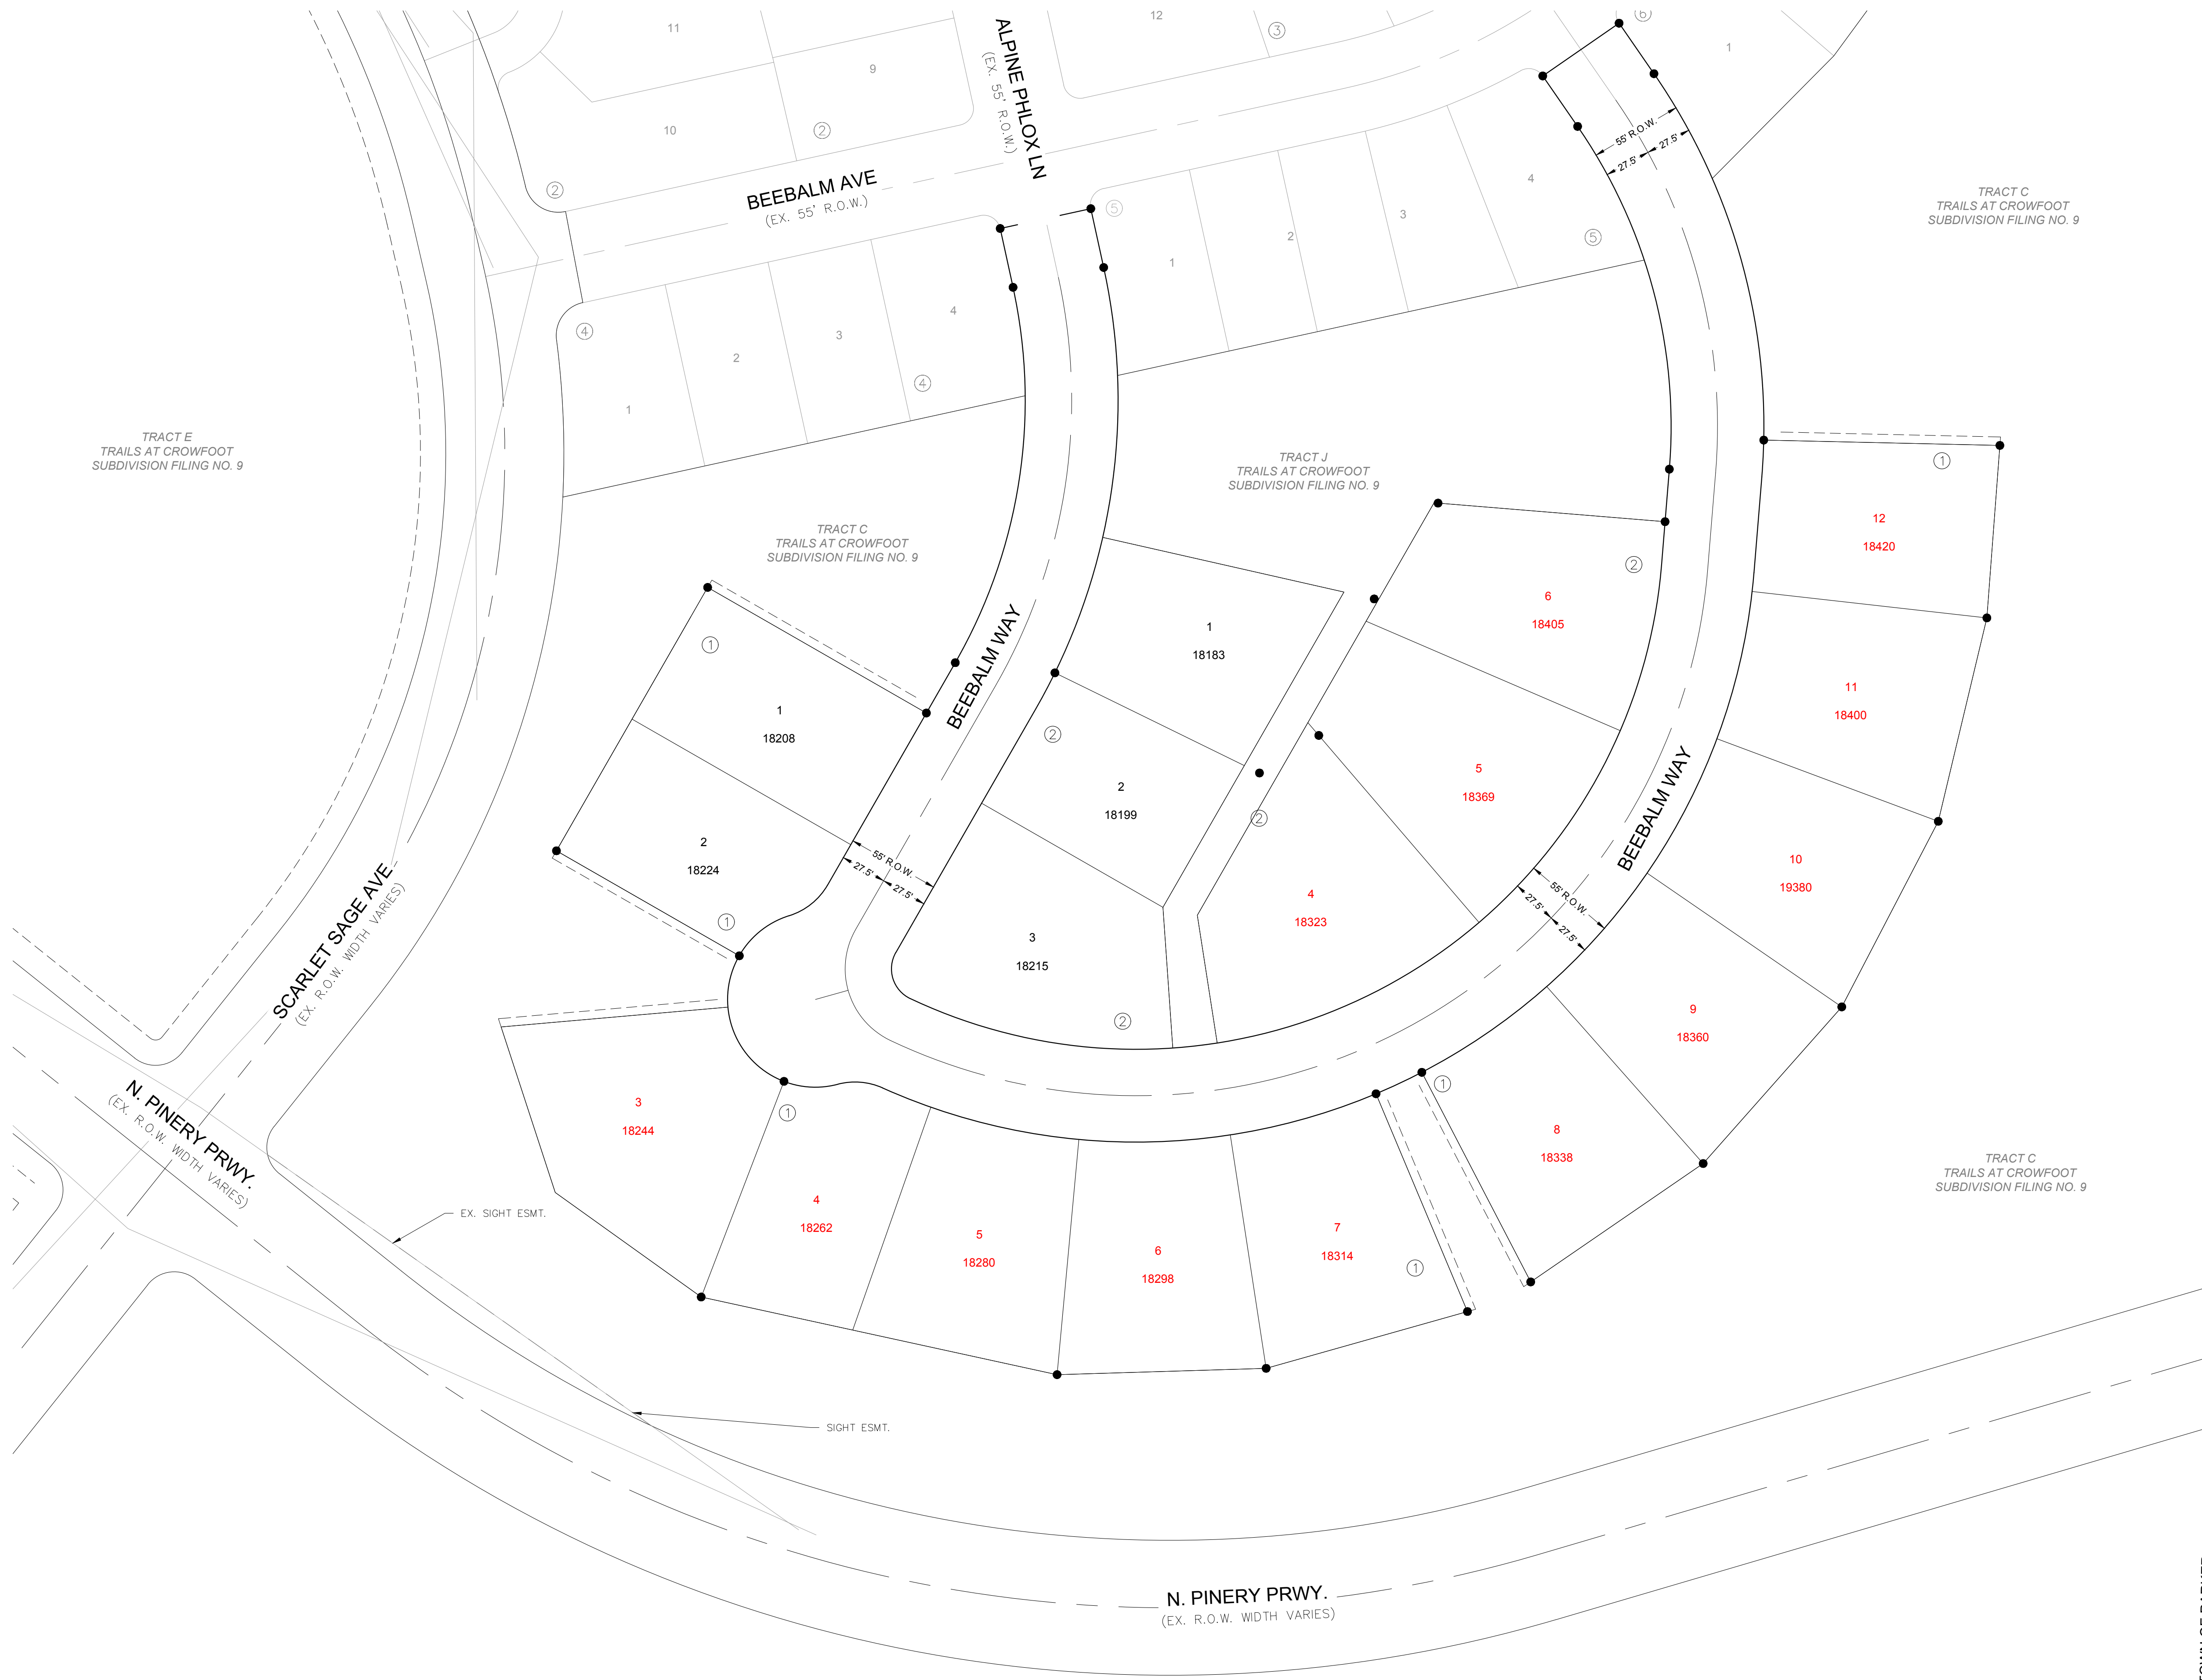 11
12
③
⑥
1
ALPINE PHLOX LN
(EX. 55' R.O.W.)
9
10
②
②
BEEBALM AVE
(EX. 55' R.O.W.)
55' R.O.W.
27.5'
27.5'
TRACT C
TRAILS AT CROWFOOT
SUBDIVISION FILING NO. 9
⑤
1
2
3
4
⑤
④
1
2
3
4
④
TRACT E
TRAILS AT CROWFOOT
SUBDIVISION FILING NO. 9
TRACT J
TRAILS AT CROWFOOT
SUBDIVISION FILING NO. 9
TRACT C
TRAILS AT CROWFOOT
SUBDIVISION FILING NO. 9
①
12
18420
②
6
18405
BEEBALM WAY
1
18183
①
1
18208
11
18400
②
2
18199
5
18369
BEEBALM WAY
②
2
18224
55' R.O.W.
27.5'
27.5'
①
10
19380
4
18323
55' R.O.W.
27.5'
27.5'
SCARLET SAGE AVE
(EX. R.O.W. WIDTH VARIES)
3
18215
②
9
18360
N. PINERY PRWY.
(EX. R.O.W. WIDTH VARIES)
3
18244
①
①
8
18338
TRACT C
TRAILS AT CROWFOOT
SUBDIVISION FILING NO. 9
4
18262
5
18280
6
18298
7
18314
①
EX. SIGHT ESMT.
SIGHT ESMT.
N. PINERY PRWY.
(EX. R.O.W. WIDTH VARIES)